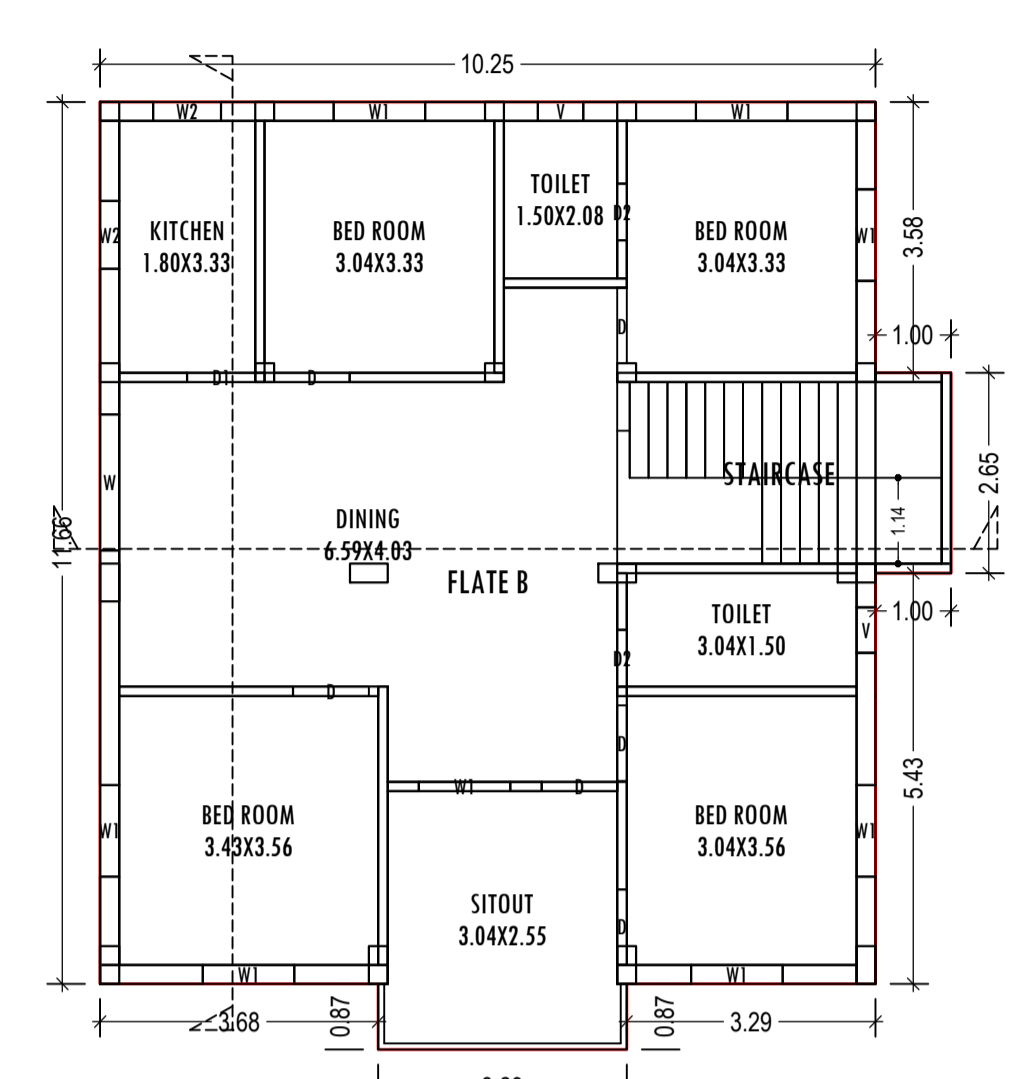 10.25
W2
W1
V
W1
TOILET
1.50X2.08
D2
KITCHEN
1.80X3.33
BED ROOM
3.04X3.33
BED ROOM
3.04X3.33
W2
W1
3.58
D
1.00
D1
D
W
STAIRCASE
2.65
1.14
11.66
DINING
6.59X4.03
FLATE B
TOILET
3.04X1.50
1.00
V
D2
D
D
W1
D
5.43
BED ROOM
3.43X3.56
BED ROOM
3.04X3.56
W1
W1
SITOUT
3.04X2.55
D
W1
W1
3.68
0.87
0.87
3.29